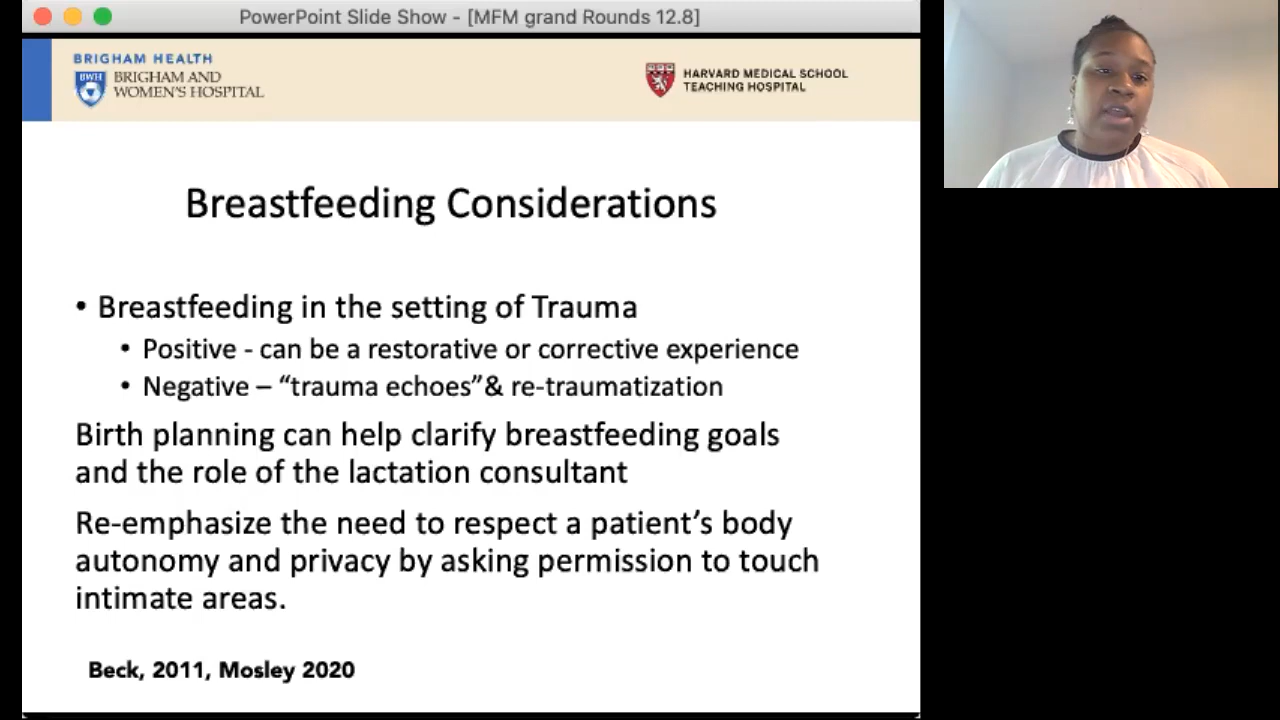 PowerPoint Slide Show - [MFM grand Rounds 12.8]
BRIGHAM HEALTH
BWH
BRIGHAM AND
WOMEN'S HOSPITAL
HARVARD MEDICAL SCHOOL
TEACHING HOSPITAL
Breastfeeding Considerations
• Breastfeeding in the setting of Trauma
• Positive - can be a restorative or corrective experience
• Negative – “trauma echoes”& re-traumatization
Birth planning can help clarify breastfeeding goals
and the role of the lactation consultant
Re-emphasize the need to respect a patient’s body
autonomy and privacy by asking permission to touch
intimate areas.
Beck, 2011, Mosley 2020